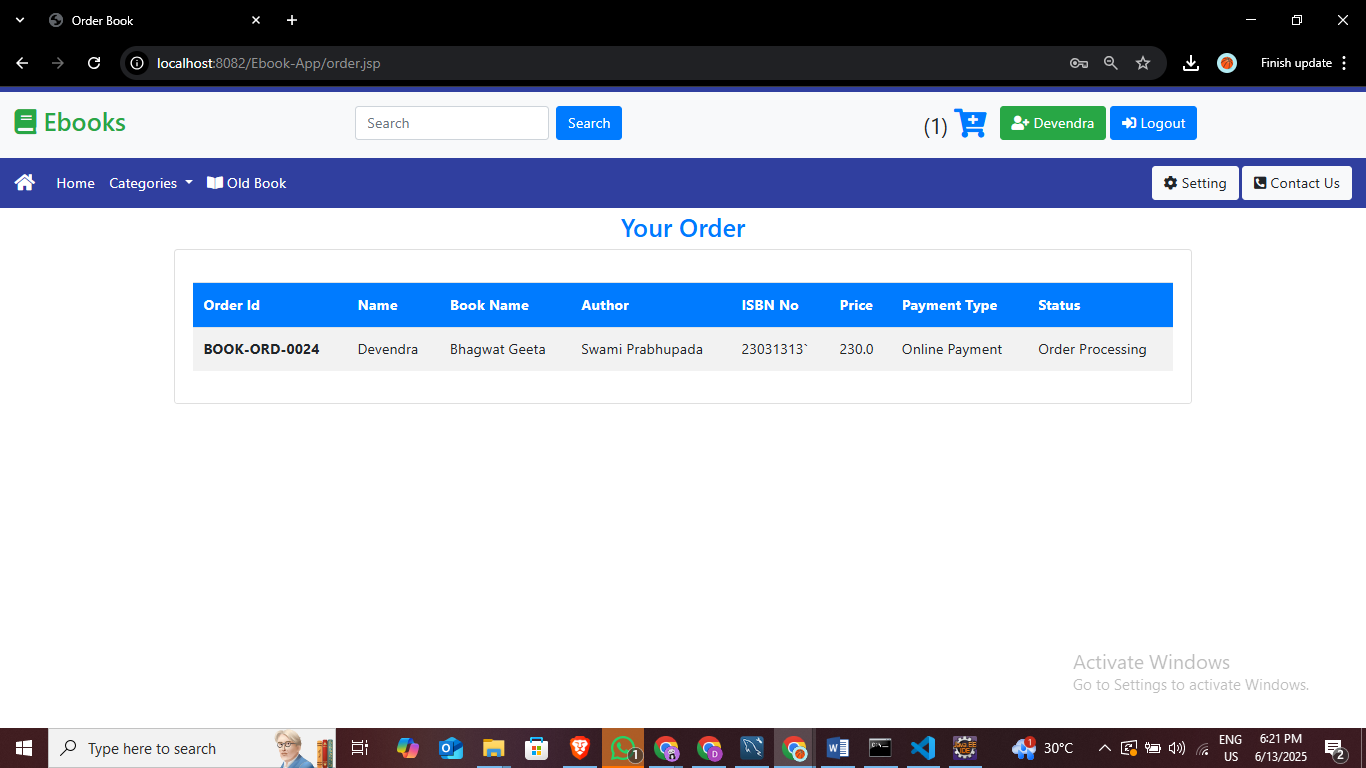 Order Book
localhost:8082/Ebook-App/order.jsp
Finish update
Ebooks
Search
Search
(1)
Devendra
Logout
Home
Categories
Old Book
Setting
Contact Us
Your Order
Order Id Name Book Name Author ISBN No Price Payment Type Status
BOOK-ORD-0024 Devendra Bhagwat Geeta Swami Prabhupada 23031313` 230.0 Online Payment Order Processing
Activate Windows
Go to Settings to activate Windows.
Type here to search
1
D
1
30°C
ENG
US
6:21 PM
6/13/2025
2